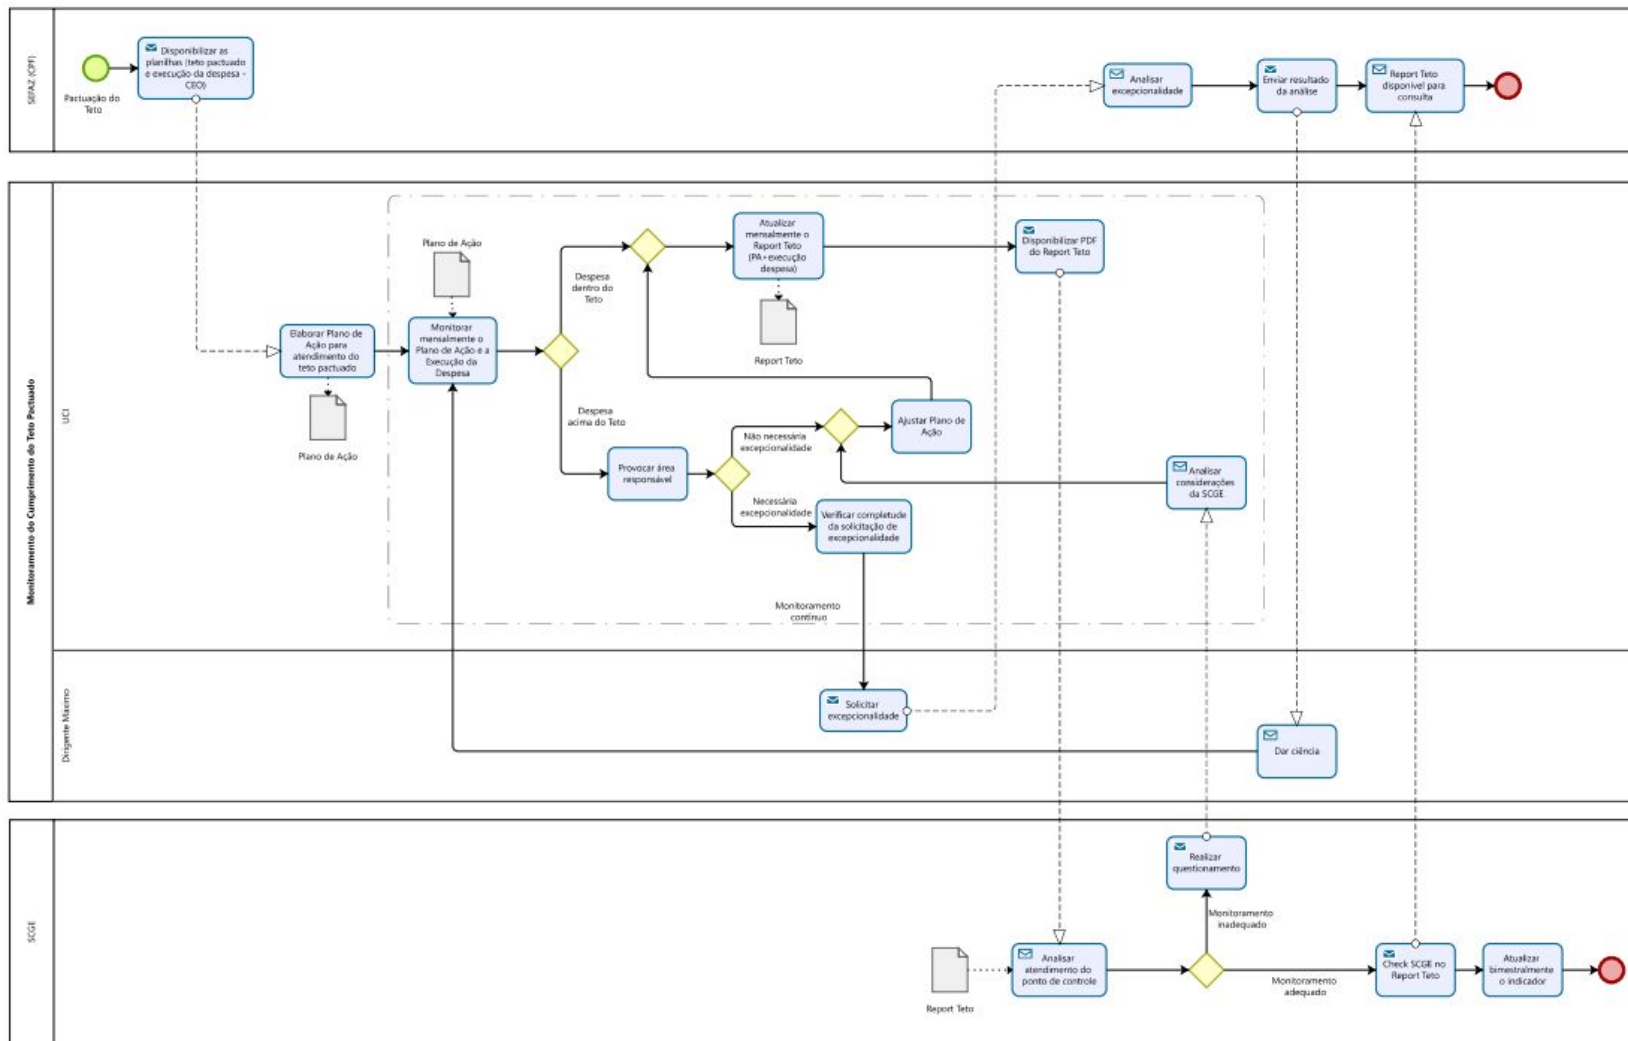 SEFAZ (CPF)
Pactuação do
Teto
Disponibilizar as
planilhas (teto pactuado
e execução da despesa -
CEO)
Analisar
excepcionalidade
Enviar resultado
da análise
Report Teto
disponível para
consulta
Monitoramento do Cumprimento do Teto Pactuado
UCI
Elaborar Plano de
Ação para
atendimento do
teto pactuado
Plano de Ação
Plano de Ação
Monitorar
mensalmente o
Plano de Ação e a
Execução da
Despesa
Despesa
dentro do
Teto
Despesa
acima do Teto
Atualizar
mensalmente o
Report Teto
(PA+execução
despesa)
Report Teto
Disponibilizar PDF
do Report Teto
Provocar área
responsável
Não necessária
excepcionalidade
Necessária
excepcionalidade
Ajustar Plano de
Ação
Verificar completude
da solicitação de
excepcionalidade
Analisar
considerações
da SCGE
Monitoramento
contínuo
Dirigente Máximo
Solicitar
excepcionalidade
Dar ciência
SCGE
Report Teto
Analisar
atendimento do
ponto de controle
Realizar
questionamento
Monitoramento
inadequado
Monitoramento
adequado
Check SCGE no
Report Teto
Atualizar
bimestralmente
o indicador